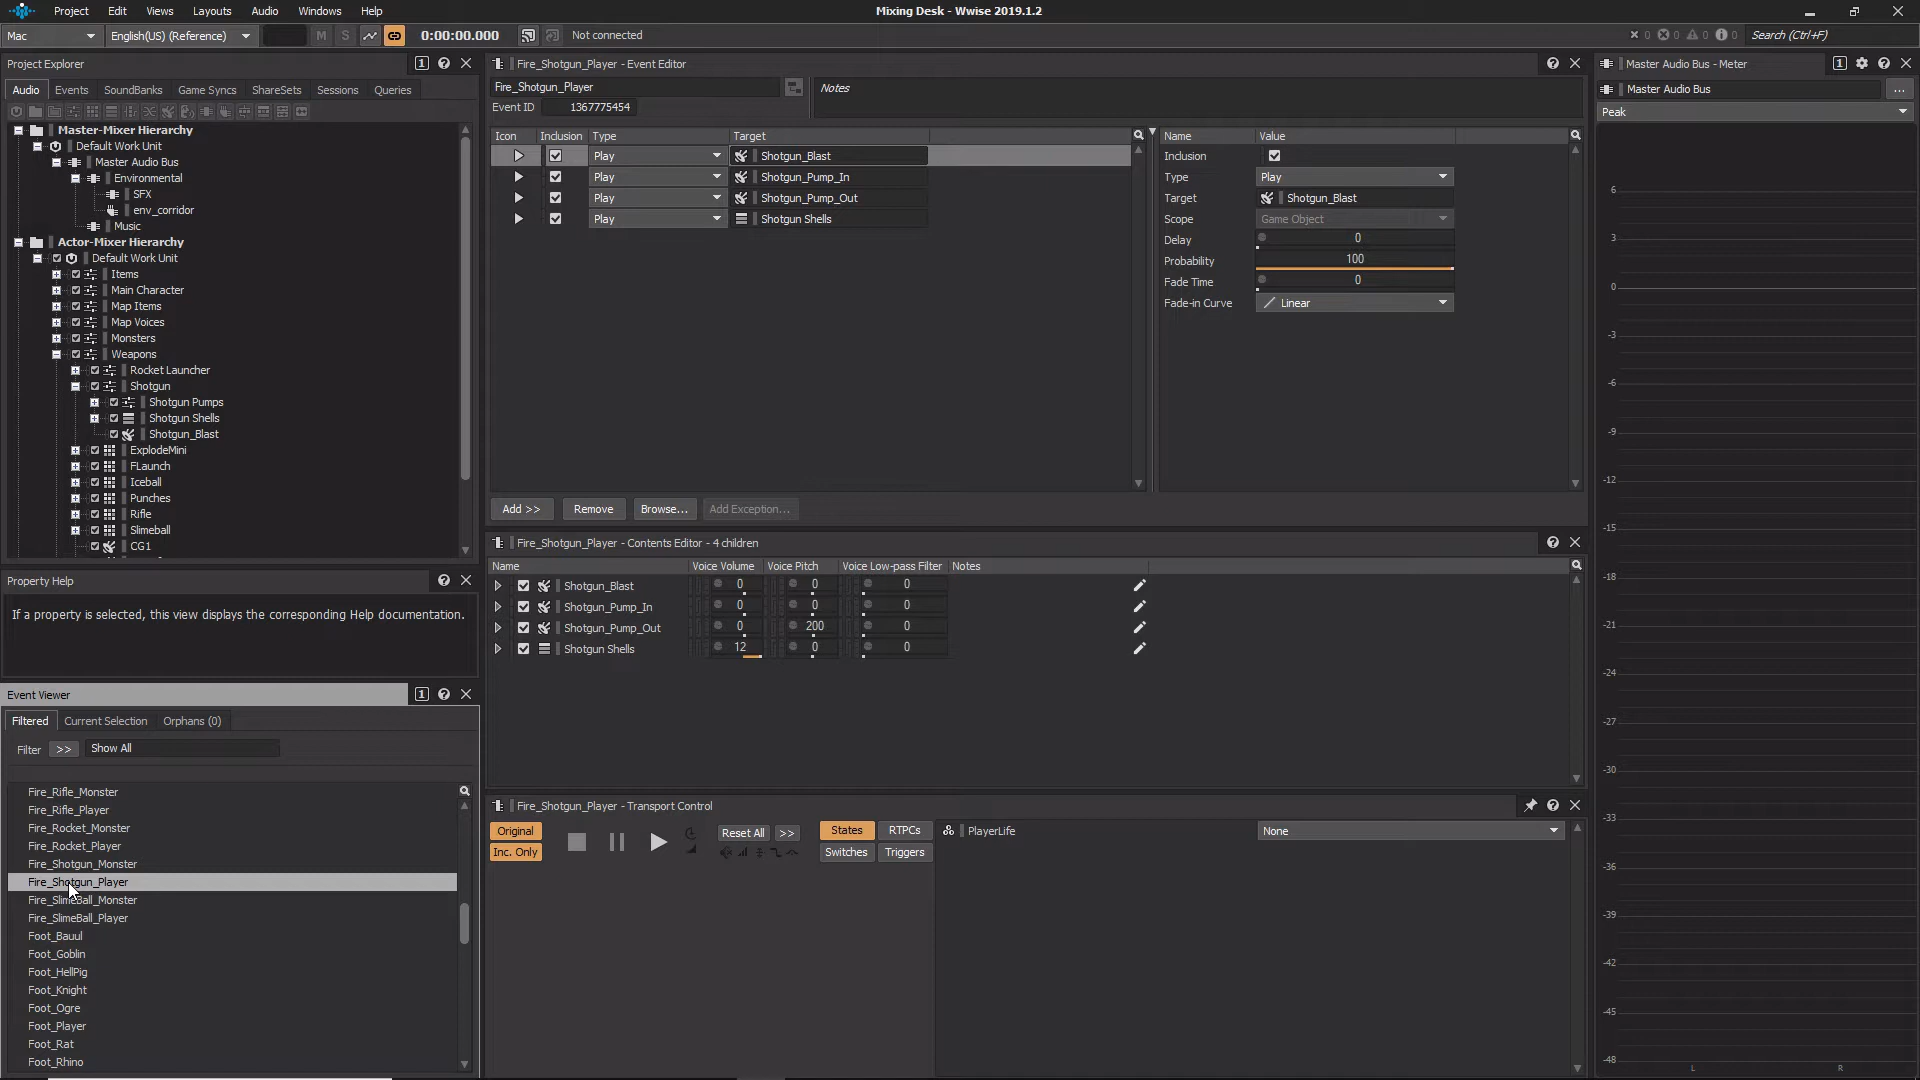 Project Edit Views Layouts Audio Windows Help
Mixing Desk - Wwise 2019.1.2
Mac English(US) (Reference) M S 0:00:00.000 Not connected
0 0 0 0 Search (Ctrl+F)
Project Explorer
1
Audio Events SoundBanks Game Syncs ShareSets Sessions Queries
Master-Mixer Hierarchy
Default Work Unit
Master Audio Bus
Environmental
SFX
env_corridor
Music
Actor-Mixer Hierarchy
Default Work Unit
Items
Main Character
Map Items
Map Voices
Monsters
Weapons
Rocket Launcher
Shotgun
Shotgun Pumps
Shotgun Shells
Shotgun_Blast
ExplodeMini
FLaunch
Iceball
Punches
Rifle
Slimeball
CG1
Property Help
If a property is selected, this view displays the corresponding Help documentation.
Event Viewer
1
Filtered Current Selection Orphans (0)
Filter >> Show All
Fire_Rifle_Monster
Fire_Rifle_Player
Fire_Rocket_Monster
Fire_Rocket_Player
Fire_Shotgun_Monster
Fire_Shotgun_Player
Fire_SlimeBall_Monster
Fire_SlimeBall_Player
Foot_Bauul
Foot_Goblin
Foot_HellPig
Foot_Knight
Foot_Ogre
Foot_Player
Foot_Rat
Foot_Rhino
Fire_Shotgun_Player - Event Editor
Fire_Shotgun_Player
Notes
Event ID 1367775454
Icon Inclusion Type Target
Play Shotgun_Blast
Play Shotgun_Pump_In
Play Shotgun_Pump_Out
Play Shotgun Shells
Add >> Remove Browse... Add Exception...
Name Value
Inclusion
Type Play
Target Shotgun_Blast
Scope Game Object
Delay 0
Probability 100
Fade Time 0
Fade-in Curve Linear
Fire_Shotgun_Player - Contents Editor - 4 children
Name Voice Volume Voice Pitch Voice Low-pass Filter Notes
Shotgun_Blast 0 0 0
Shotgun_Pump_In 0 0 0
Shotgun_Pump_Out 0 200 0
Shotgun Shells 12 0 0
Fire_Shotgun_Player - Transport Control
Original
Inc. Only
Reset All >>
States RTPCs
Switches Triggers
PlayerLife None
Master Audio Bus - Meter
1
Master Audio Bus ...
Peak
6
3
0
-3
-6
-9
-12
-15
-18
-21
-24
-27
-30
-33
-36
-39
-42
-45
-48
L R